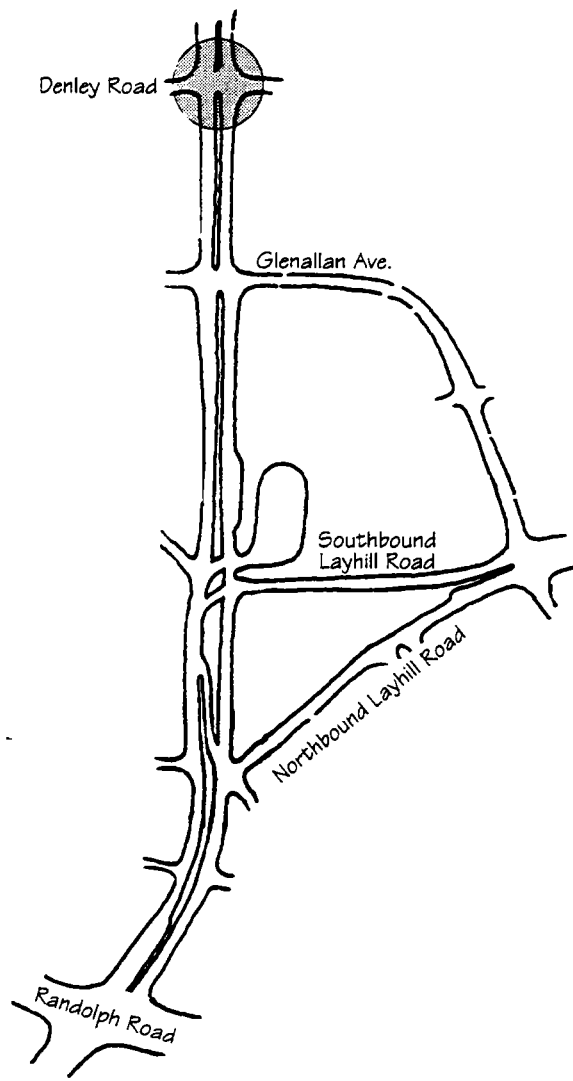 Denley Road
Glenallan Ave.
Southbound
Layhill Road
Northbound Layhill Road
Randolph Road